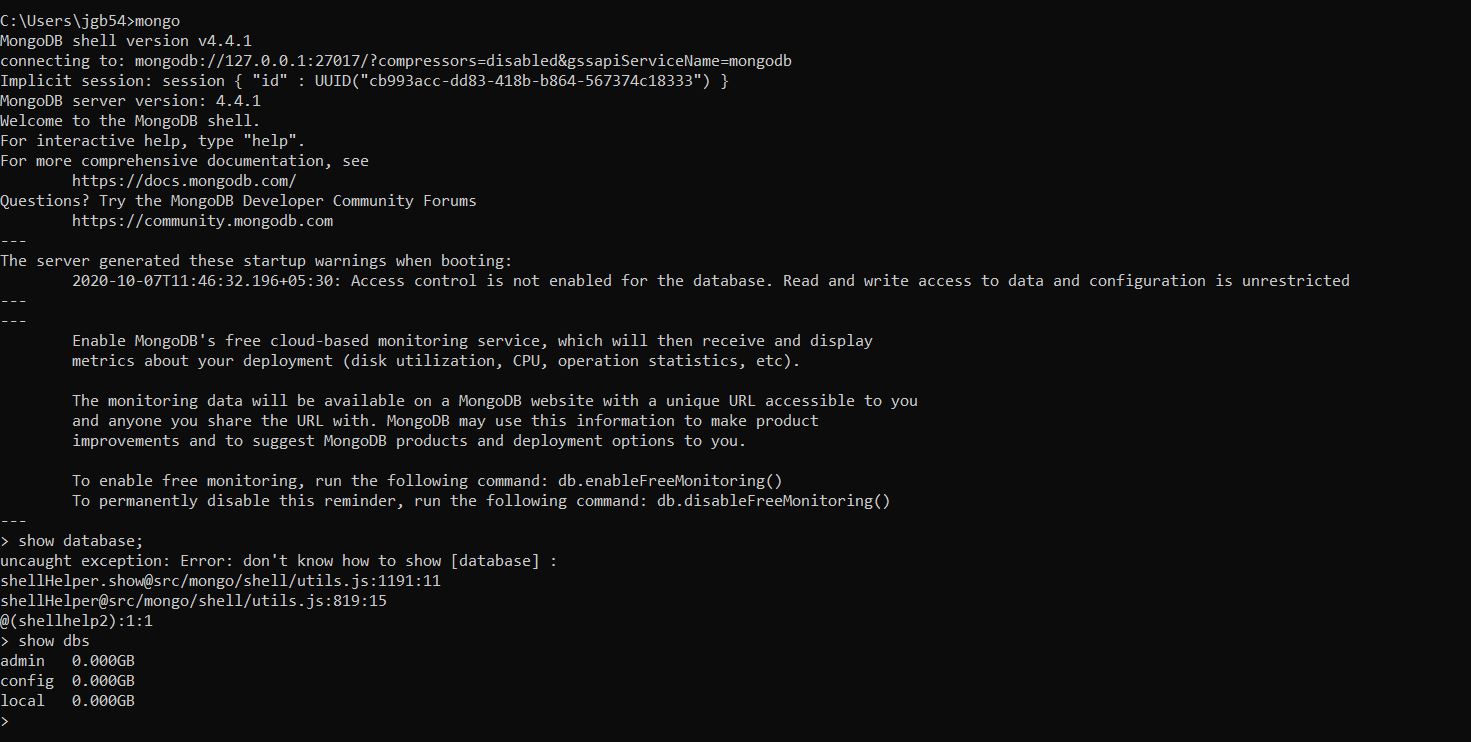 C:\Users\jgb54>mongo
MongoDB shell version v4.4.1
connecting to: mongodb://127.0.0.1:27017/?compressors=disabled&gssapiServiceName=mongodb
Implicit session: session { "id" : UUID("cb993acc-dd83-418b-b864-567374c18333") }
MongoDB server version: 4.4.1
Welcome to the MongoDB shell.
For interactive help, type "help".
For more comprehensive documentation, see
        https://docs.mongodb.com/
Questions? Try the MongoDB Developer Community Forums
        https://community.mongodb.com
---
The server generated these startup warnings when booting:
        2020-10-07T11:46:32.196+05:30: Access control is not enabled for the database. Read and write access to data and configuration is unrestricted
---
---
        Enable MongoDB's free cloud-based monitoring service, which will then receive and display
        metrics about your deployment (disk utilization, CPU, operation statistics, etc).

        The monitoring data will be available on a MongoDB website with a unique URL accessible to you
        and anyone you share the URL with. MongoDB may use this information to make product
        improvements and to suggest MongoDB products and deployment options to you.

        To enable free monitoring, run the following command: db.enableFreeMonitoring()
        To permanently disable this reminder, run the following command: db.disableFreeMonitoring()
---
> show database;
uncaught exception: Error: don't know how to show [database] :
shellHelper.show@src/mongo/shell/utils.js:1191:11
shellHelper@src/mongo/shell/utils.js:819:15
@(shellhelp2):1:1
> show dbs
admin   0.000GB
config  0.000GB
local   0.000GB
>